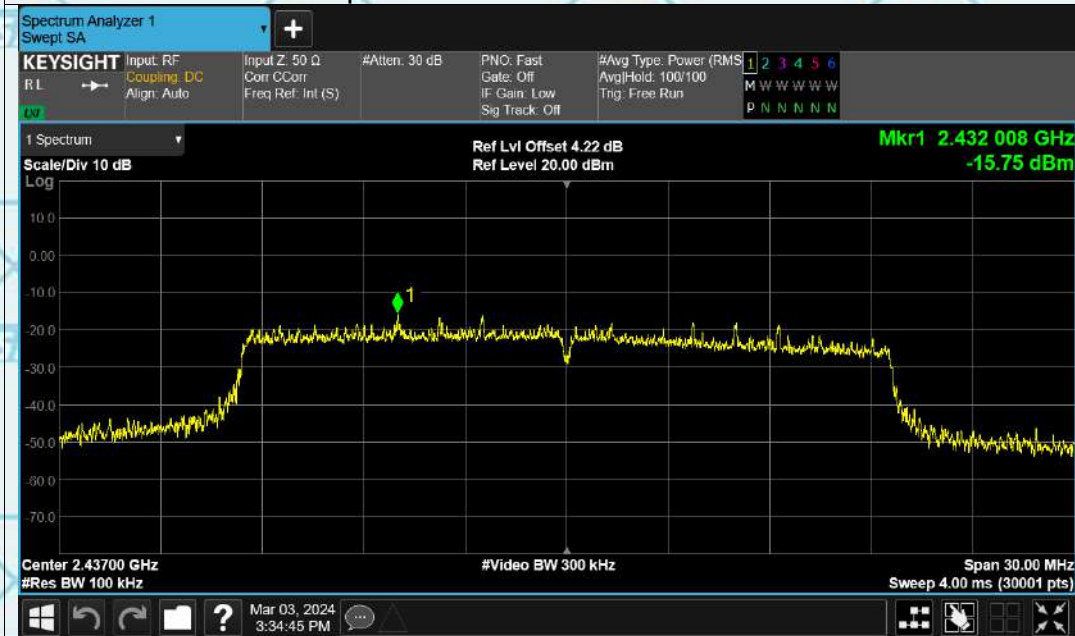 Spectrum Analyzer 1
Swept SA
+
KEYSIGHT
RL
LXI
Input: RF
Coupling: DC
Align: Auto
Input Z: 50 Ω
Corr CCorr
Freq Ref: Int (S)
#Atten: 30 dB
PNO: Fast
Gate: Off
IF Gain: Low
Sig Track: Off
#Avg Type: Power (RMS
Avg|Hold: 100/100
Trig: Free Run
1 2 3 4 5 6
M W W W W W
P N N N N N
1 Spectrum
Scale/Div 10 dB
Log
Ref Lvl Offset 4.22 dB
Ref Level 20.00 dBm
Mkr1 2.432 008 GHz
-15.75 dBm
10.0
0.00
-10.0
-20.0
-30.0
-40.0
-50.0
-60.0
-70.0
1
Center 2.43700 GHz
#Res BW 100 kHz
#Video BW 300 kHz
Span 30.00 MHz
Sweep 4.00 ms (30001 pts)
?
Mar 03, 2024
3:34:45 PM